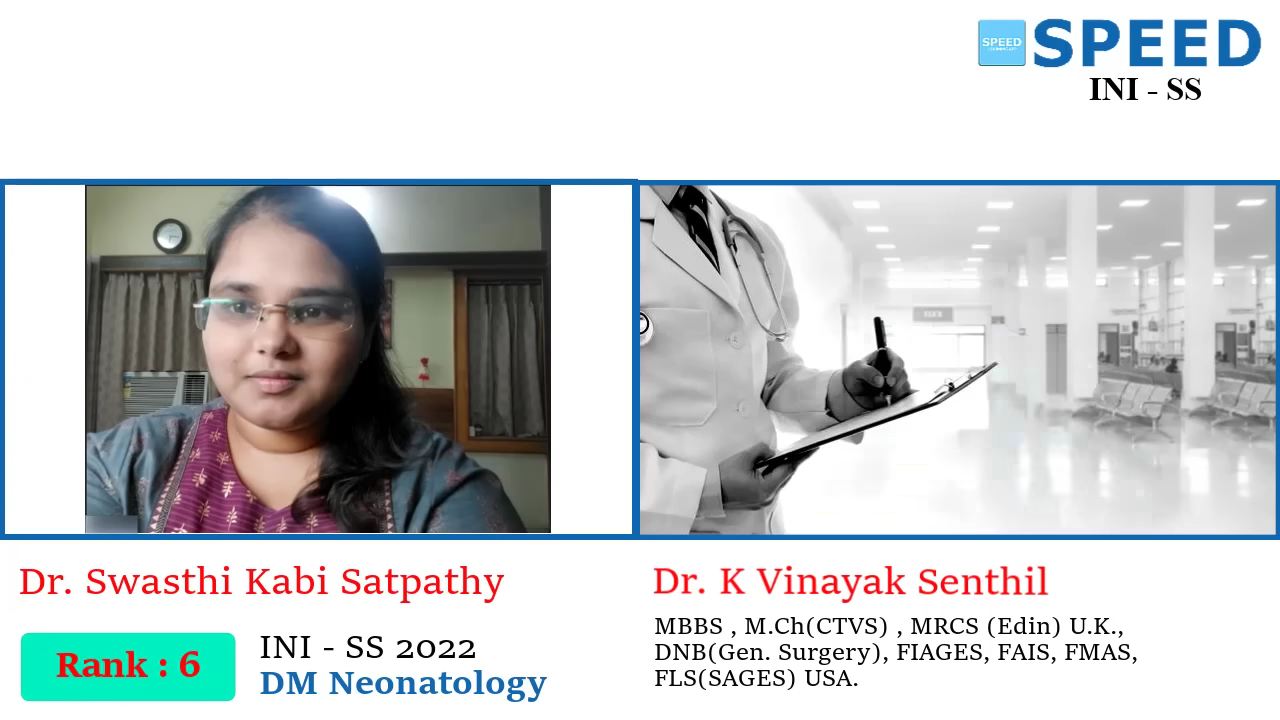 SPEED
SPEED
INI - SS
Dr. Swasthi Kabi Satpathy
Rank : 6
INI - SS 2022
DM Neonatology
Dr. K Vinayak Senthil
MBBS , M.Ch(CTVS) , MRCS (Edin) U.K.,
DNB(Gen. Surgery), FIAGES, FAIS, FMAS,
FLS(SAGES) USA.